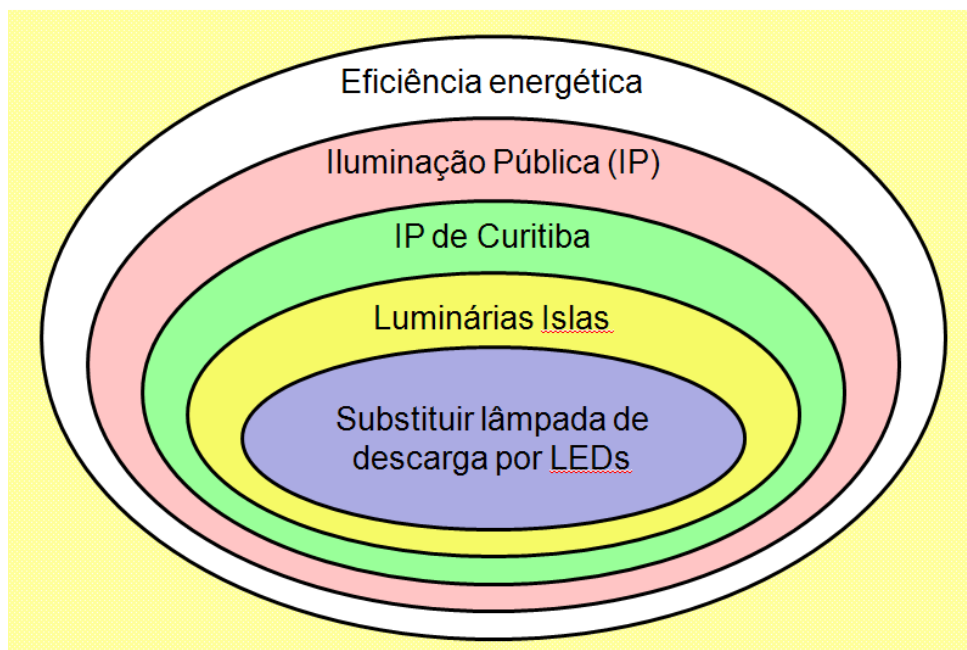 Eficiência energética
Iluminação Pública (IP)
IP de Curitiba
Luminárias Islas
Substituir lâmpada de
descarga por LEDs